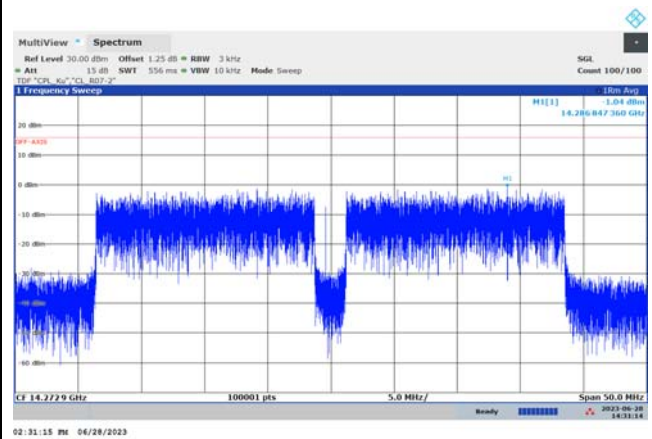 MultiView Spectrum
Ref Level 30.00 dBm Offset 1.25 dB RBW 3 kHz SGL
Att 15 dB SWT 556 ms VBW 10 kHz Mode Sweep Count 100/100
TDF "CPL_Ku","CL_R07-2"
1 Frequency Sweep 1Rm Avg
M1[1] -1.04 dBm
14.286 847 360 GHz
20 dBm
OFF-AXIS
10 dBm
0 dBm
M1
-10 dBm
-20 dBm
-30 dBm
-60 dBm
CF 14.2729 GHz 100001 pts 5.0 MHz/ Span 50.0 MHz
Ready 2023-06-28
14:31:14
02:31:15 PM 06/28/2023